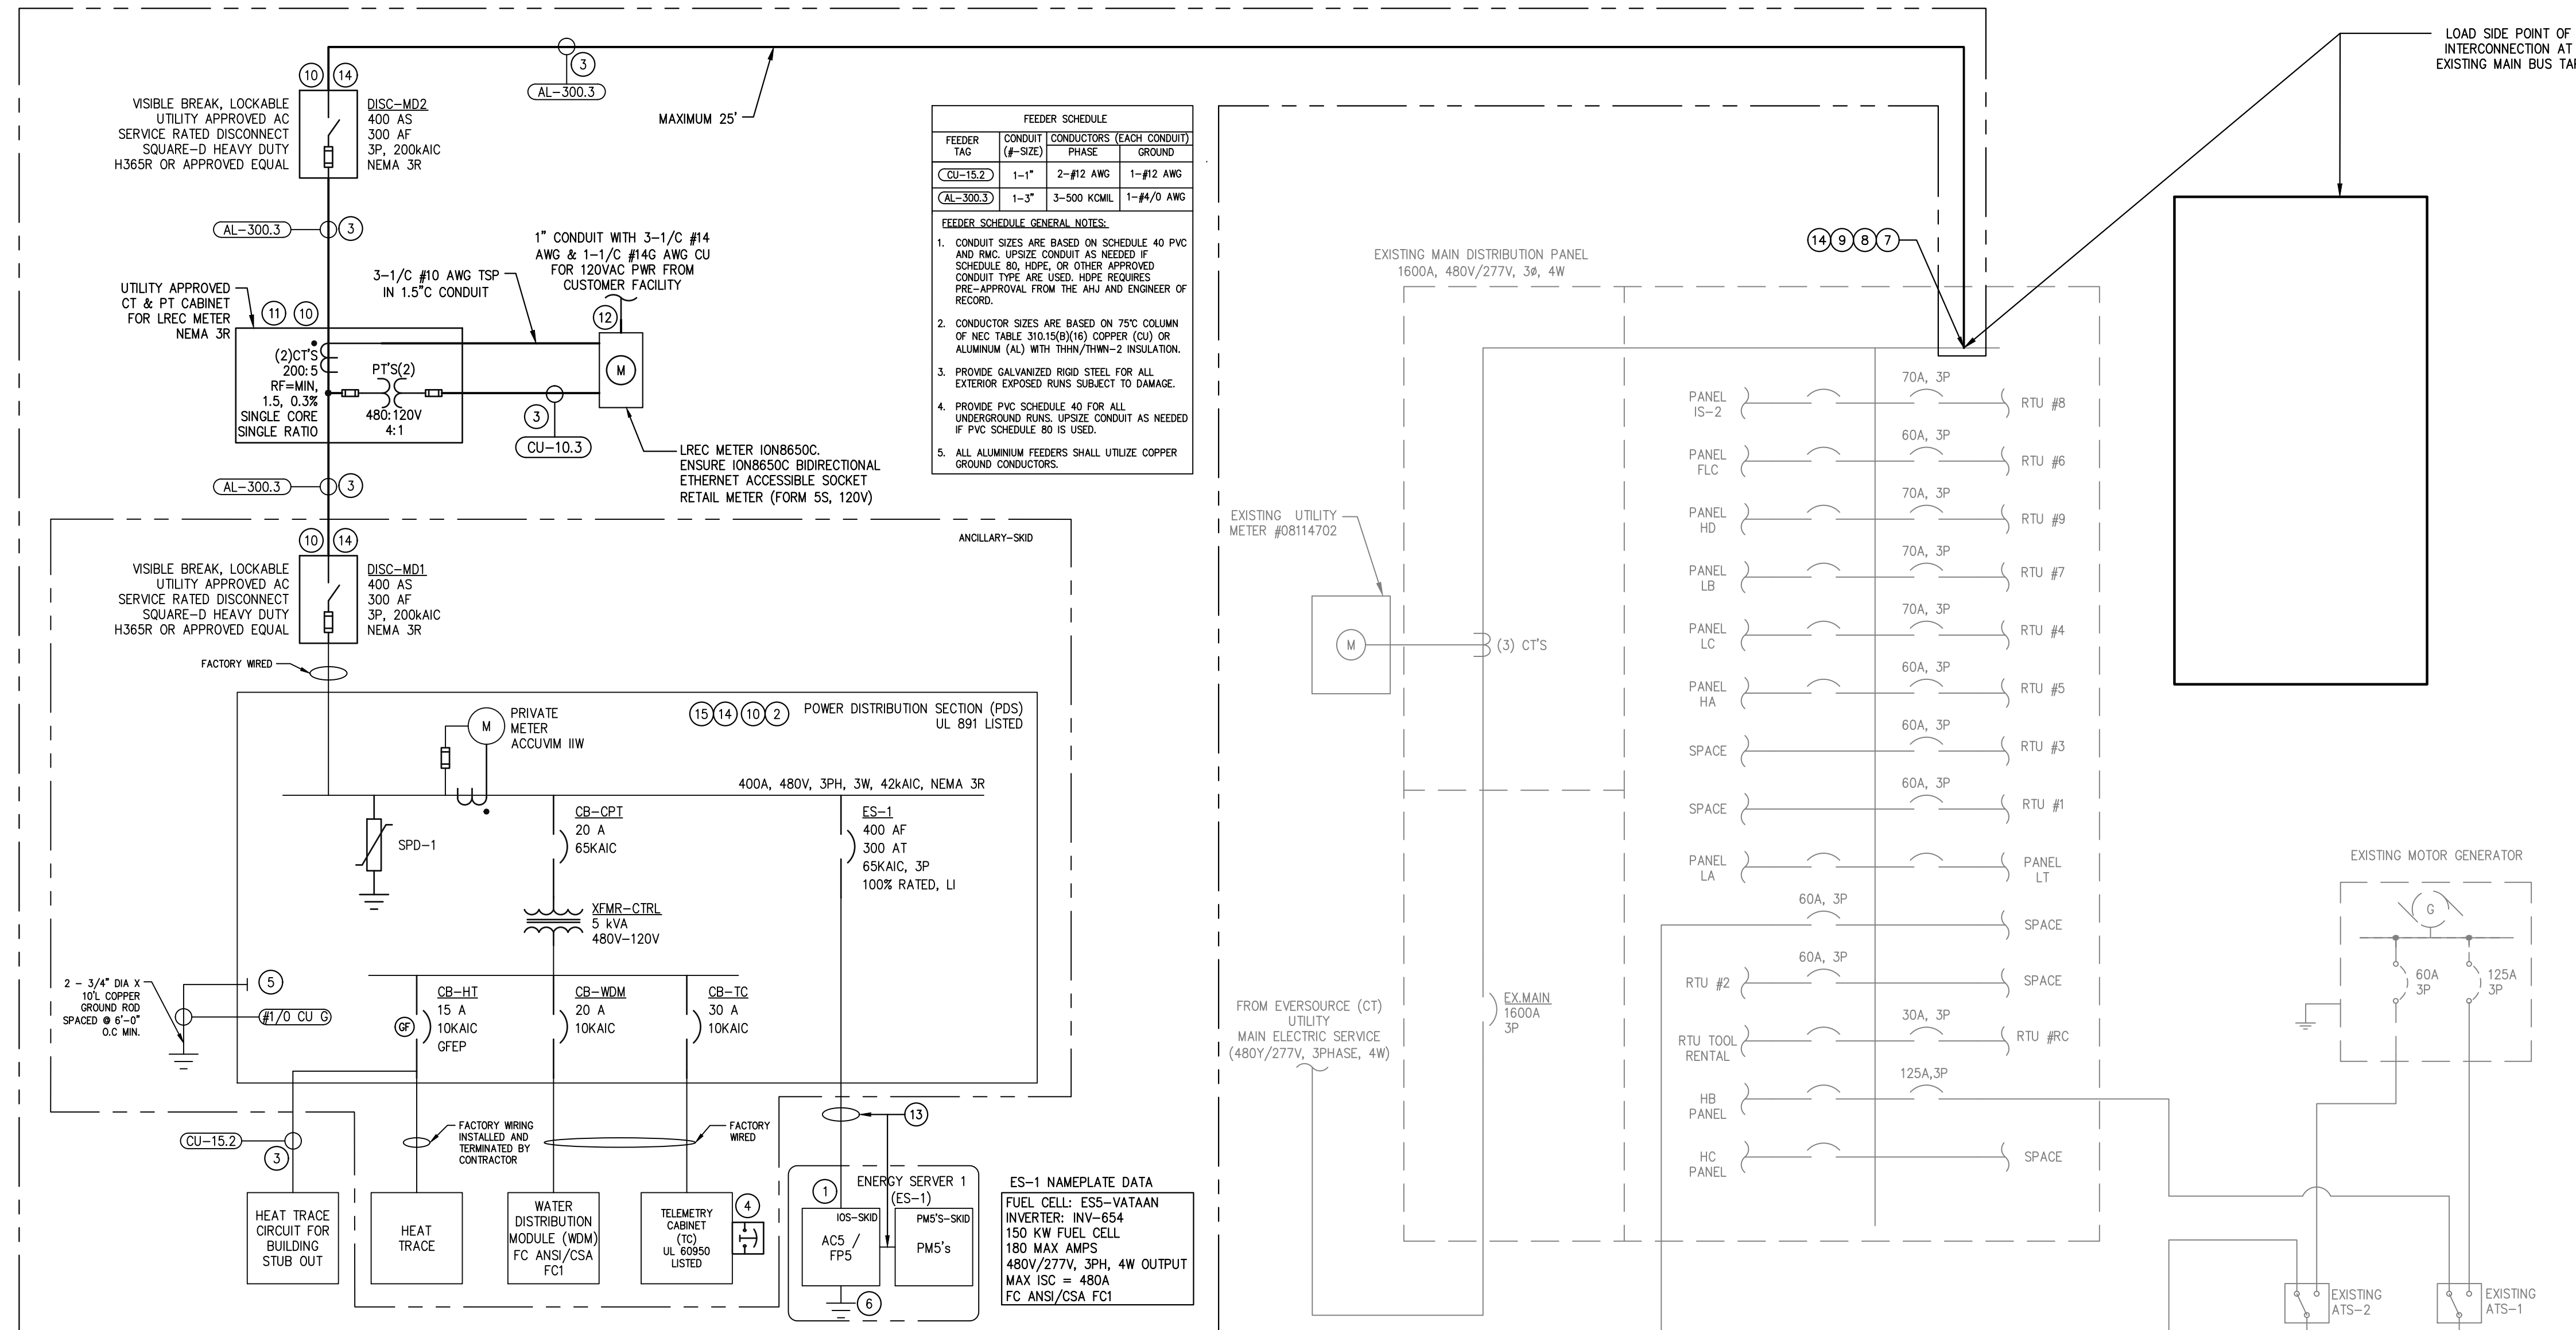 LOAD SIDE POINT OF
INTERCONNECTION AT
EXISTING MAIN BUS TA
3
AL-300.3
MAXIMUM 25'
10
14
VISIBLE BREAK, LOCKABLE
UTILITY APPROVED AC
SERVICE RATED DISCONNECT
SQUARE-D HEAVY DUTY
H365R OR APPROVED EQUAL
DISC-MD2
400 AS
300 AF
3P, 200kAIC
NEMA 3R
AL-300.3
3
1" CONDUIT WITH 3-1/C #14
AWG & 1-1/C #14G AWG CU
FOR 120VAC PWR FROM
CUSTOMER FACILITY
3-1/C #10 AWG TSP
IN 1.5"C CONDUIT
UTILITY APPROVED
CT & PT CABINET
FOR LREC METER
NEMA 3R
11
10
12
(2)CT'S
200:5
RF=MIN,
1.5, 0.3%
SINGLE CORE
SINGLE RATIO
PT'S(2)
480:120V
4:1
M
3
CU-10.3
LREC METER ION8650C.
ENSURE ION8650C BIDIRECTIONAL
ETHERNET ACCESSIBLE SOCKET
RETAIL METER (FORM 5S, 120V)
AL-300.3
3
FEEDER SCHEDULE
FEEDER TAG
CONDUIT (#-SIZE)
CONDUCTORS (EACH CONDUIT)
PHASE GROUND
CU-15.2 1-1" 2-#12 AWG 1-#12 AWG
AL-300.3 1-3" 3-500 KCMIL 1-#4/0 AWG
FEEDER SCHEDULE GENERAL NOTES:
1. CONDUIT SIZES ARE BASED ON SCHEDULE 40 PVC
AND RMC. UPSIZE CONDUIT AS NEEDED IF
SCHEDULE 80, HDPE, OR OTHER APPROVED
CONDUIT TYPE ARE USED. HDPE REQUIRES
PRE-APPROVAL FROM THE AHJ AND ENGINEER OF
RECORD.
2. CONDUCTOR SIZES ARE BASED ON 75°C COLUMN
OF NEC TABLE 310.15(B)(16) COPPER (CU) OR
ALUMINUM (AL) WITH THHN/THWN-2 INSULATION.
3. PROVIDE GALVANIZED RIGID STEEL FOR ALL
EXTERIOR EXPOSED RUNS SUBJECT TO DAMAGE.
4. PROVIDE PVC SCHEDULE 40 FOR ALL
UNDERGROUND RUNS. UPSIZE CONDUIT AS NEEDED
IF PVC SCHEDULE 80 IS USED.
5. ALL ALUMINIUM FEEDERS SHALL UTILIZE COPPER
GROUND CONDUCTORS.
ANCILLARY-SKID
10
14
VISIBLE BREAK, LOCKABLE
UTILITY APPROVED AC
SERVICE RATED DISCONNECT
SQUARE-D HEAVY DUTY
H365R OR APPROVED EQUAL
DISC-MD1
400 AS
300 AF
3P, 200kAIC
NEMA 3R
FACTORY WIRED
M
PRIVATE
METER
ACCUVIM IIW
15
14
10
2
POWER DISTRIBUTION SECTION (PDS)
UL 891 LISTED
400A, 480V, 3PH, 3W, 42kAIC, NEMA 3R
SPD-1
CB-CPT
20 A
65KAIC
ES-1
400 AF
300 AT
65KAIC, 3P
100% RATED, LI
XFMR-CTRL
5 kVA
480V-120V
2 - 3/4" DIA X
10'L COPPER
GROUND ROD
SPACED @ 6'-0"
O.C MIN.
5
#1/0 CU G
GF
CB-HT
15 A
10KAIC
GFEP
CB-WDM
20 A
10KAIC
CB-TC
30 A
10KAIC
CU-15.2
3
FACTORY WIRING
INSTALLED AND
TERMINATED BY
CONTRACTOR
FACTORY
WIRED
13
HEAT TRACE
CIRCUIT FOR
BUILDING
STUB OUT
HEAT
TRACE
WATER
DISTRIBUTION
MODULE (WDM)
FC ANSI/CSA
FC1
TELEMETRY
CABINET
(TC)
UL 60950
LISTED
4
1
ENERGY SERVER 1
(ES-1)
IOS-SKID
AC5 /
FP5
PM5'S-SKID
PM5's
6
ES-1 NAMEPLATE DATA
FUEL CELL: ES5-VATAAN
INVERTER: INV-654
150 KW FUEL CELL
180 MAX AMPS
480V/277V, 3PH, 4W OUTPUT
MAX ISC = 480A
FC ANSI/CSA FC1
14
9
8
7
EXISTING MAIN DISTRIBUTION PANEL
1600A, 480V/277V, 3ø, 4W
EXISTING UTILITY
METER #08114702
M
(3) CT'S
FROM EVERSOURCE (CT)
UTILITY
MAIN ELECTRIC SERVICE
(480Y/277V, 3PHASE, 4W)
EX.MAIN
1600A
3P
PANEL
IS-2
70A, 3P
RTU #8
PANEL
FLC
60A, 3P
RTU #6
PANEL
HD
70A, 3P
RTU #9
PANEL
LB
70A, 3P
RTU #7
PANEL
LC
70A, 3P
RTU #4
PANEL
HA
60A, 3P
RTU #5
SPACE
60A, 3P
RTU #3
SPACE
60A, 3P
RTU #1
PANEL
LA
PANEL
LT
60A, 3P
SPACE
RTU #2
60A, 3P
SPACE
RTU TOOL
RENTAL
30A, 3P
RTU #RC
HB
PANEL
125A,3P
HC
PANEL
SPACE
EXISTING MOTOR GENERATOR
G
60A
3P
125A
3P
EXISTING
ATS-2
EXISTING
ATS-1